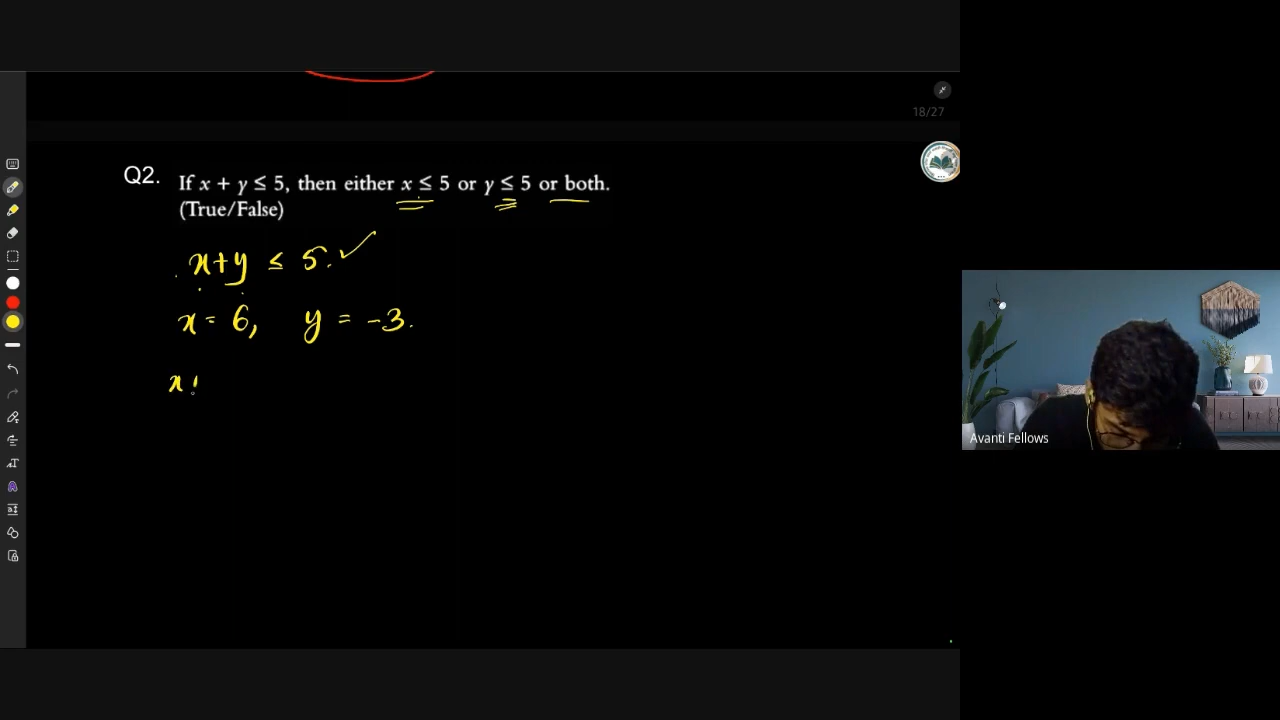 18/27
Q2. If x + y ≤ 5, then either x ≤ 5 or y ≤ 5 or both.
(True/False)
x+y ≤ 5.
x = 6, y = -3.
x
Avanti Fellows